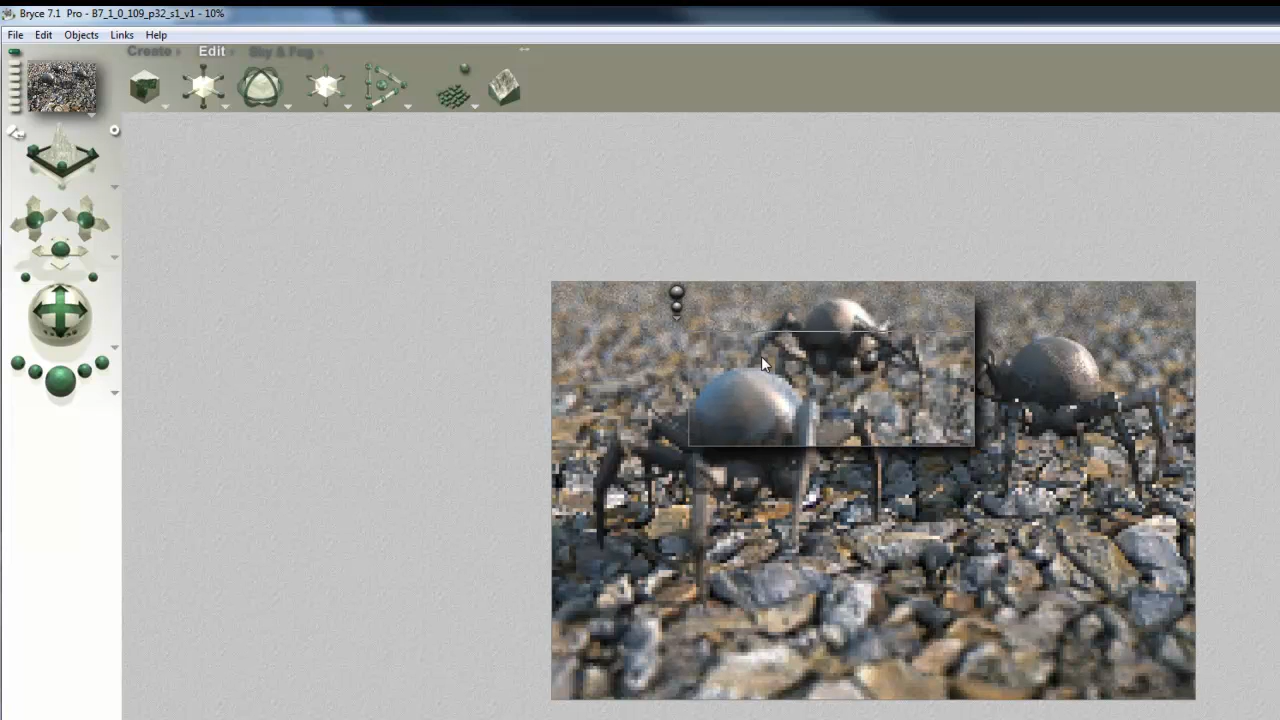 Bryce 7.1 Pro - B7_1_0_109_p32_s1_v1 - 10%
File Edit Objects Links Help
Create Edit Sky & Fog